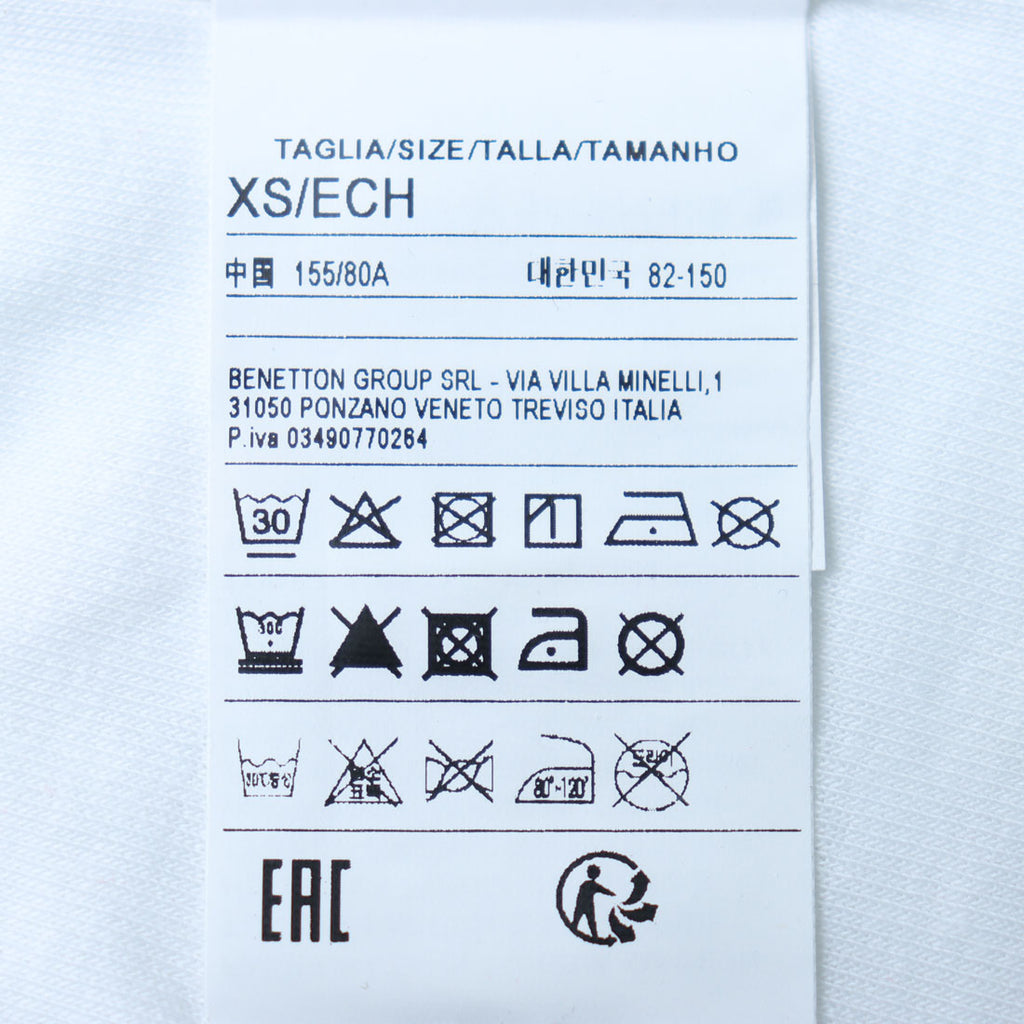 TAGLIA/SIZE/TALLA/TAMANHO
XS/ECH
中国 155/80A 대한민국 82-150
BENETTON GROUP SRL - VIA VILLA MINELLI,1
31050 PONZANO VENETO TREVISO ITALIA
P.iva 03490770264
30
30C
80'-120'
EAC